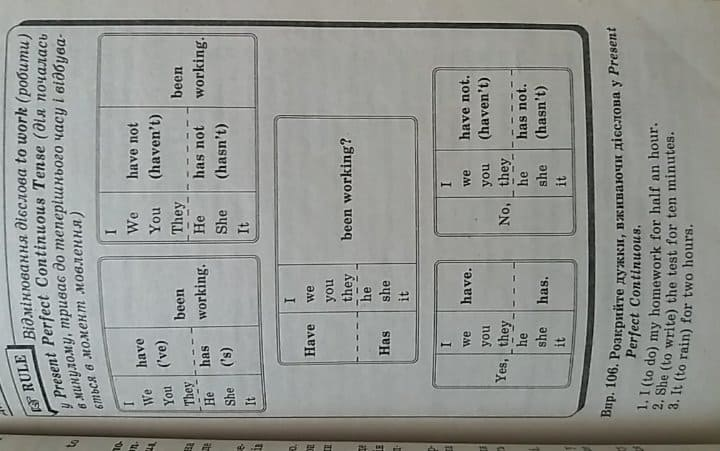 ☞ RULE Відмінювання дієслова to work (робити)
у Present Perfect Continuous Tense (дія почалась
в минулому, триває до теперішнього часу і відбува-
ється в момент мовлення.)
I
We
You
They
have
('ve)
He
She
It
has
('s)
been
working.
I
We
You
They
have not
(haven't)
He
She
It
has not
(hasn't)
been
working.
Have
I
we
you
they
Has
he
she
it
been working?
Yes,
I
we
you
they
have.
he
she
it
has.
No,
I
we
you
they
have not.
(haven't)
he
she
it
has not.
(hasn't)
Впр. 106. Розкрийте дужки, вживаючи дієслова у Present
Perfect Continuous.
1. I (to do) my homework for half an hour.
2. She (to write) the test for ten minutes.
3. It (to rain) for two hours.